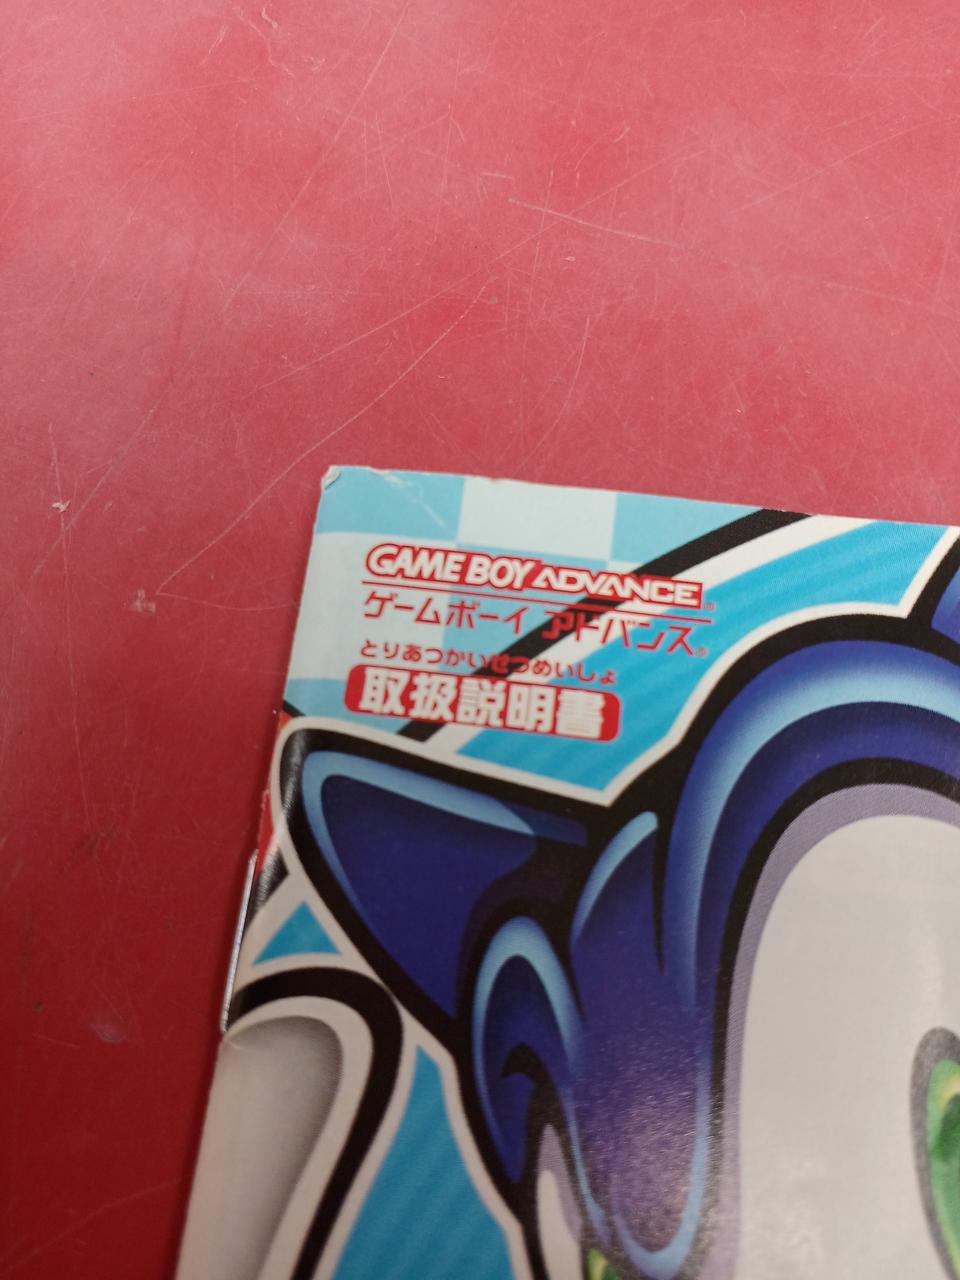 GAME BOY ADVANCE®
ゲームボーイ アドバンス®
とりあつかいせつめいしょ
取扱説明書